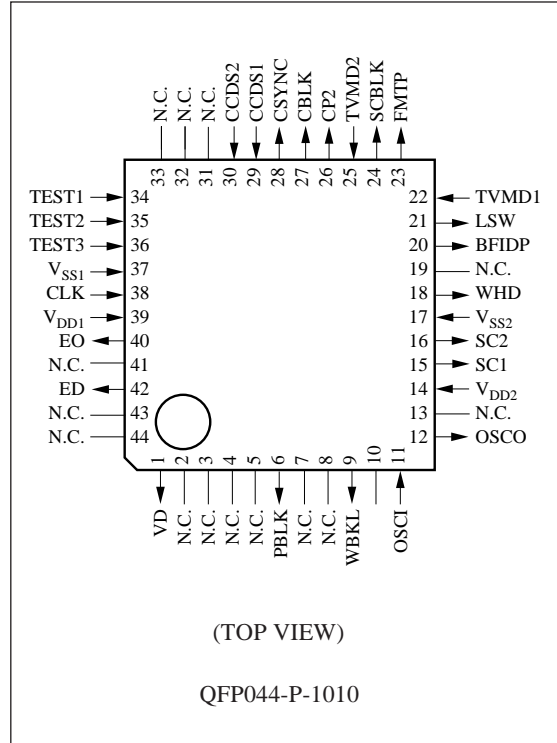 N.C.
N.C.
N.C.
CCDS2
CCDS1
CSYNC
CBLK
CP2
TVMD2
SCBLK
FMTP
33
32
31
30
29
28
27
26
25
24
23
TEST1 34
TEST2 35
TEST3 36
VSS1 37
CLK 38
VDD1 39
EO 40
N.C. 41
ED 42
N.C. 43
N.C. 44
22 TVMD1
21 LSW
20 BFIDP
19 N.C.
18 WHD
17 VSS2
16 SC2
15 SC1
14 VDD2
13 N.C.
12 OSCO
1
2
3
4
5
6
7
8
9
10
11
VD
N.C.
N.C.
N.C.
N.C.
PBLK
N.C.
N.C.
WBKL
OSCI
(TOP VIEW)
QFP044-P-1010